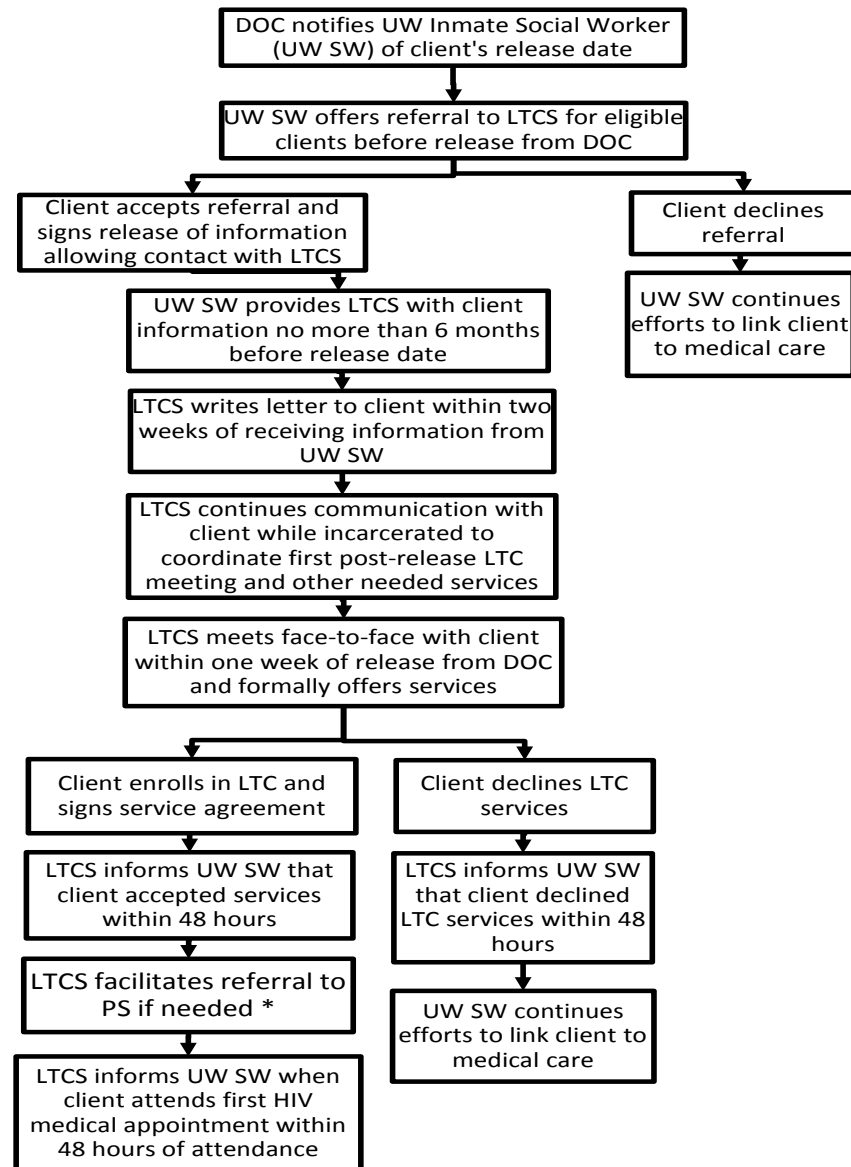 DOC notifies UW Inmate Social Worker
(UW SW) of client's release date
UW SW offers referral to LTCS for eligible
clients before release from DOC
Client accepts referral and
signs release of information
allowing contact with LTCS
Client declines
referral
UW SW provides LTCS with client
information no more than 6 months
before release date
UW SW continues
efforts to link client
to medical care
LTCS writes letter to client within two
weeks of receiving information from
UW SW
LTCS continues communication with
client while incarcerated to
coordinate first post-release LTC
meeting and other needed services
LTCS meets face-to-face with client
within one week of release from DOC
and formally offers services
Client enrolls in LTC and
signs service agreement
Client declines LTC
services
LTCS informs UW SW that
client accepted services
within 48 hours
LTCS informs UW SW
that client declined
LTC services within 48
hours
LTCS facilitates referral to
PS if needed *
UW SW continues
efforts to link client to
medical care
LTCS informs UW SW when
client attends first HIV
medical appointment within
48 hours of attendance